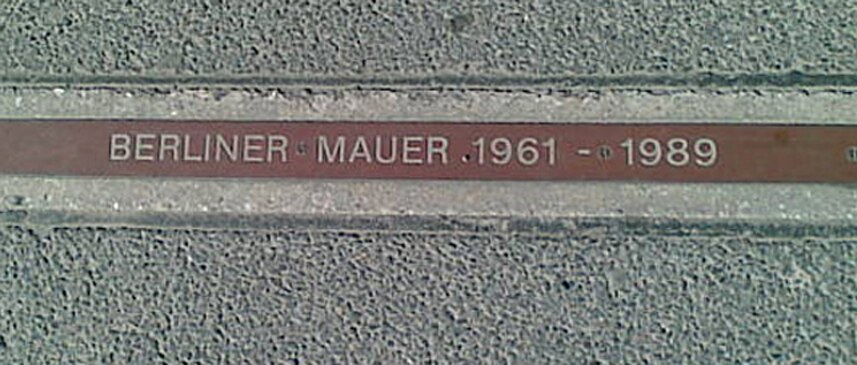 BERLINER MAUER 1961 - 1989